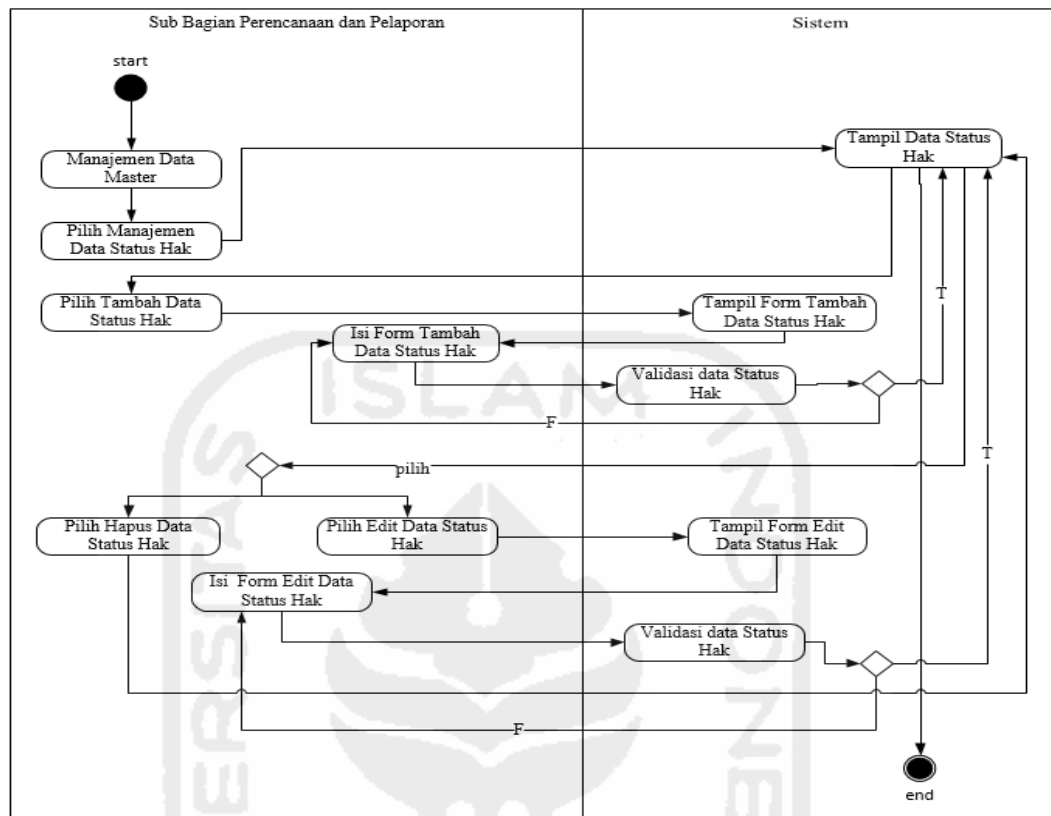 Sub Bagian Perencanaan dan Pelaporan
Sistem
start
Manajemen Data
Master
Tampil Data Status
Hak
Pilih Manajemen
Data Status Hak
Pilih Tambah Data
Status Hak
Tampil Form Tambah
Data Status Hak
T
Isi Form Tambah
Data Status Hak
Validasi data Status
Hak
F
T
pilih
Pilih Hapus Data
Status Hak
Pilih Edit Data Status
Hak
Tampil Form Edit
Data Status Hak
Isi Form Edit Data
Status Hak
Validasi data Status
Hak
F
end
ISLAM